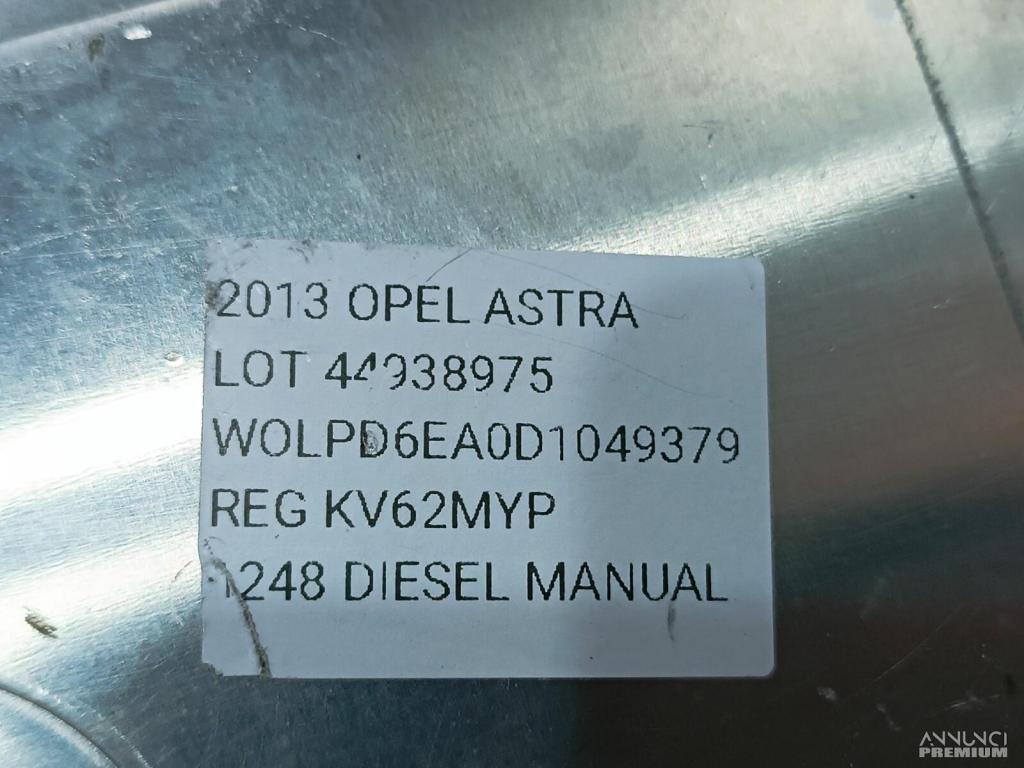 2013 OPEL ASTRA
LOT 44938975
WOLPD6EA0D1049379
REG KV62MYP
1248 DIESEL MANUAL
ANNUNCI
PREMIUM